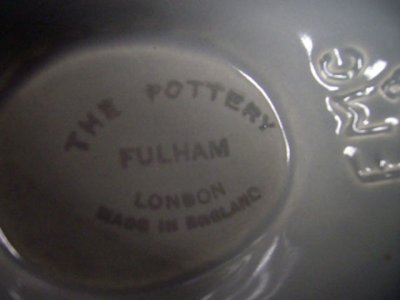 THE POTTERY
FULHAM
LONDON
MADE IN ENGLAND